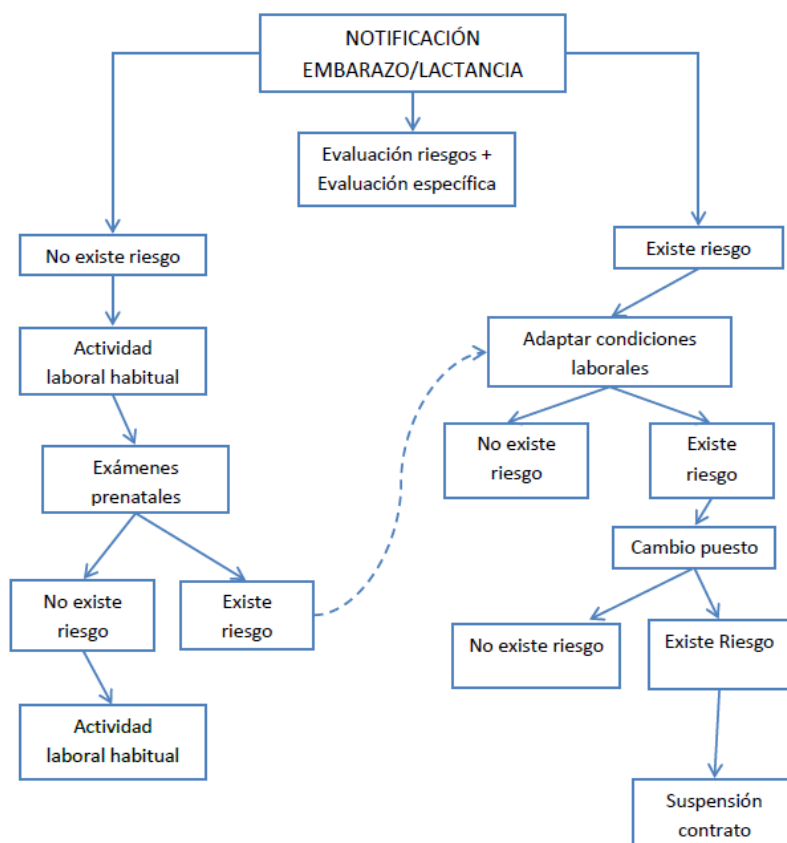 NOTIFICACIÓN
EMBARAZO/LACTANCIA
Evaluación riesgos +
Evaluación específica
No existe riesgo
Existe riesgo
Actividad
laboral habitual
Adaptar condiciones
laborales
Exámenes
prenatales
No existe
riesgo
Existe
riesgo
Cambio puesto
No existe
riesgo
Existe
riesgo
No existe riesgo
Existe Riesgo
Actividad
laboral habitual
Suspensión
contrato